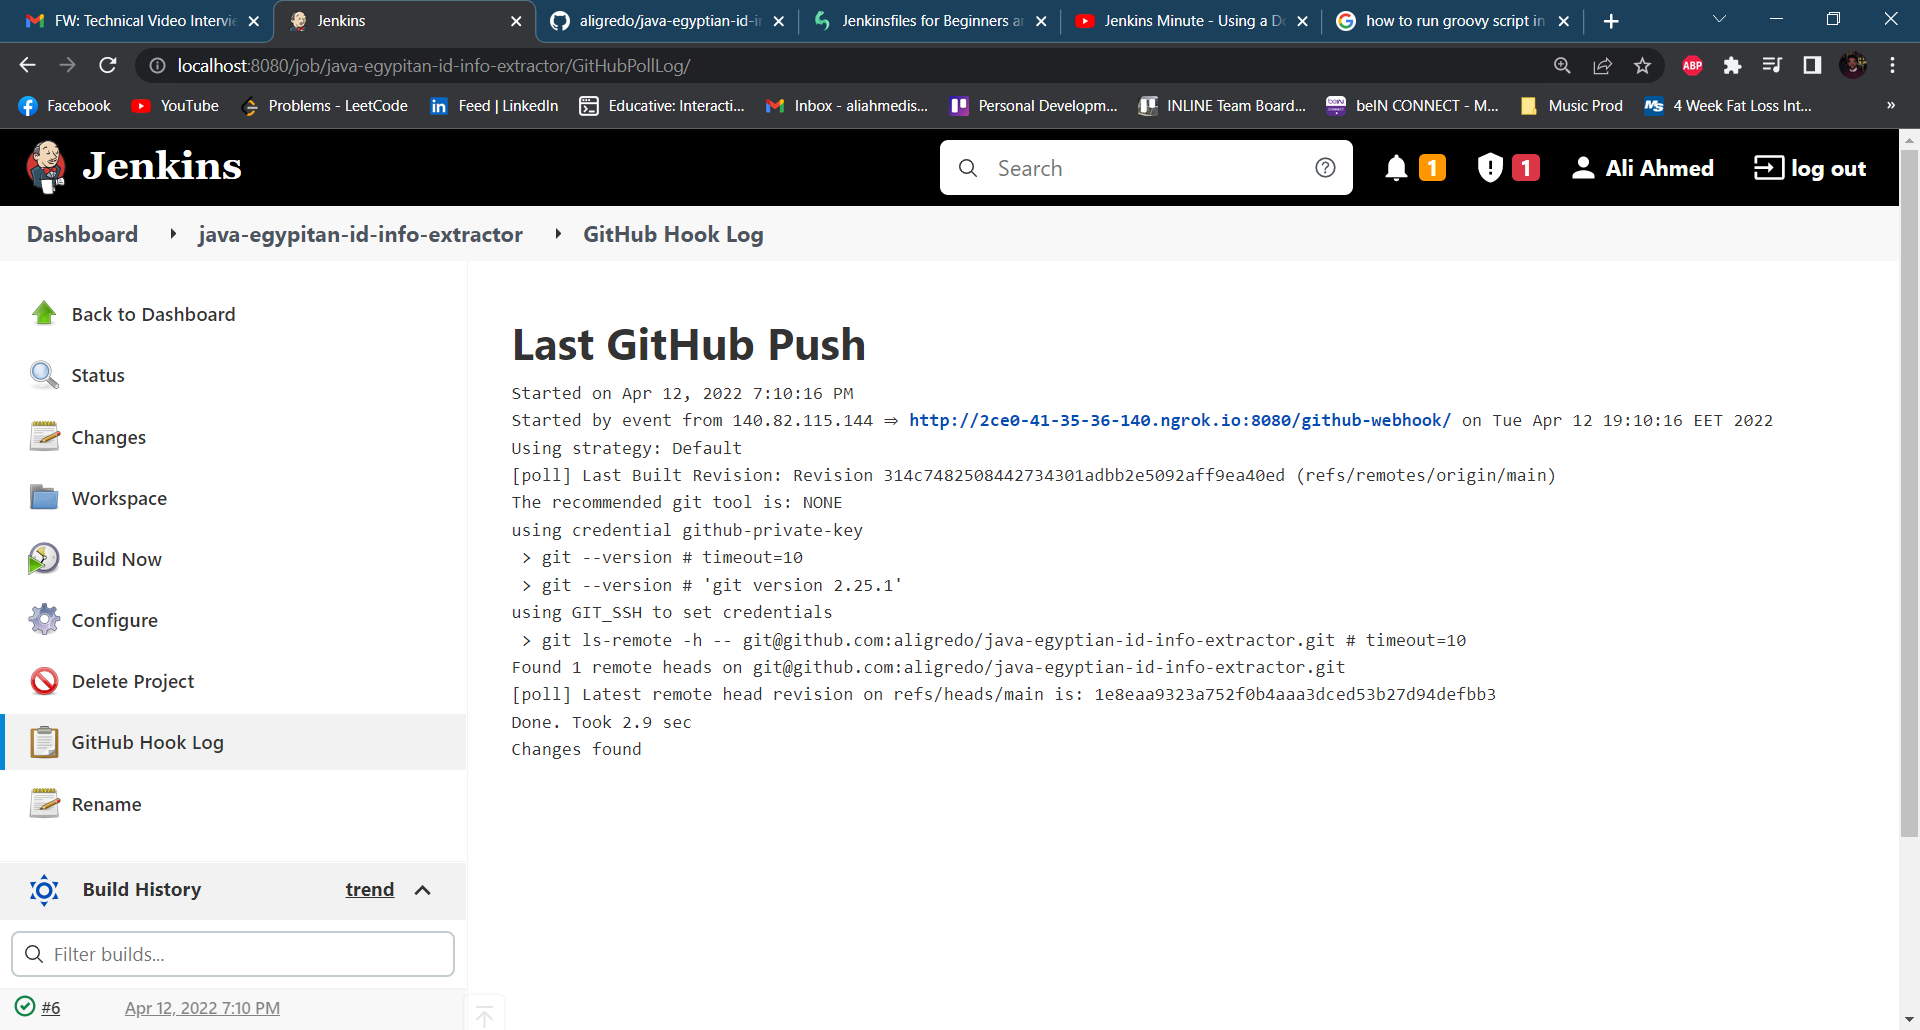 FW: Technical Video Intervie
Jenkins
aligredo/java-egyptian-id-in
Jenkinsfiles for Beginners an
Jenkins Minute - Using a Do
how to run groovy script in
localhost:8080/job/java-egypitan-id-info-extractor/GitHubPollLog/
ABP
Facebook
YouTube
Problems - LeetCode
Feed | LinkedIn
Educative: Interacti...
Inbox - aliahmedis...
Personal Developm...
INLINE Team Board...
beIN CONNECT - M...
Music Prod
4 Week Fat Loss Int...
»
Jenkins
Search
1
1
Ali Ahmed
log out
Dashboard
java-egypitan-id-info-extractor
GitHub Hook Log
Back to Dashboard
Status
Changes
Workspace
Build Now
Configure
Delete Project
GitHub Hook Log
Rename
Build History
trend
Filter builds...
#6
Apr 12, 2022 7:10 PM
Last GitHub Push
Started on Apr 12, 2022 7:10:16 PM
Started by event from 140.82.115.144 ⇒ http://2ce0-41-35-36-140.ngrok.io:8080/github-webhook/ on Tue Apr 12 19:10:16 EET 2022
Using strategy: Default
[poll] Last Built Revision: Revision 314c7482508442734301adbb2e5092aff9ea40ed (refs/remotes/origin/main)
The recommended git tool is: NONE
using credential github-private-key
> git --version # timeout=10
> git --version # 'git version 2.25.1'
using GIT_SSH to set credentials
> git ls-remote -h -- git@github.com:aligredo/java-egyptian-id-info-extractor.git # timeout=10
Found 1 remote heads on git@github.com:aligredo/java-egyptian-id-info-extractor.git
[poll] Latest remote head revision on refs/heads/main is: 1e8eaa9323a752f0b4aaa3dced53b27d94defbb3
Done. Took 2.9 sec
Changes found